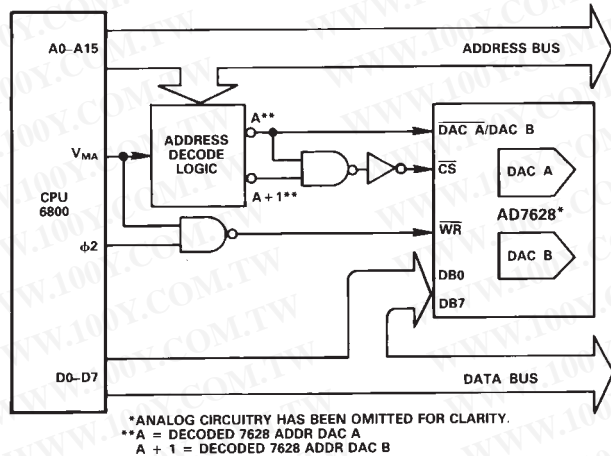 A0–A15
ADDRESS BUS
A**
ADDRESS
DECODE
LOGIC
DAC A/DAC B
VMA
CS
DAC A
A + 1**
CPU
6800
AD7628*
WR
φ2
DAC B
DB0
DB7
D0–D7
DATA BUS
*ANALOG CIRCUITRY HAS BEEN OMITTED FOR CLARITY.
**A = DECODED 7628 ADDR DAC A
A + 1 = DECODED 7628 ADDR DAC B
WWW.100Y.COM.TW